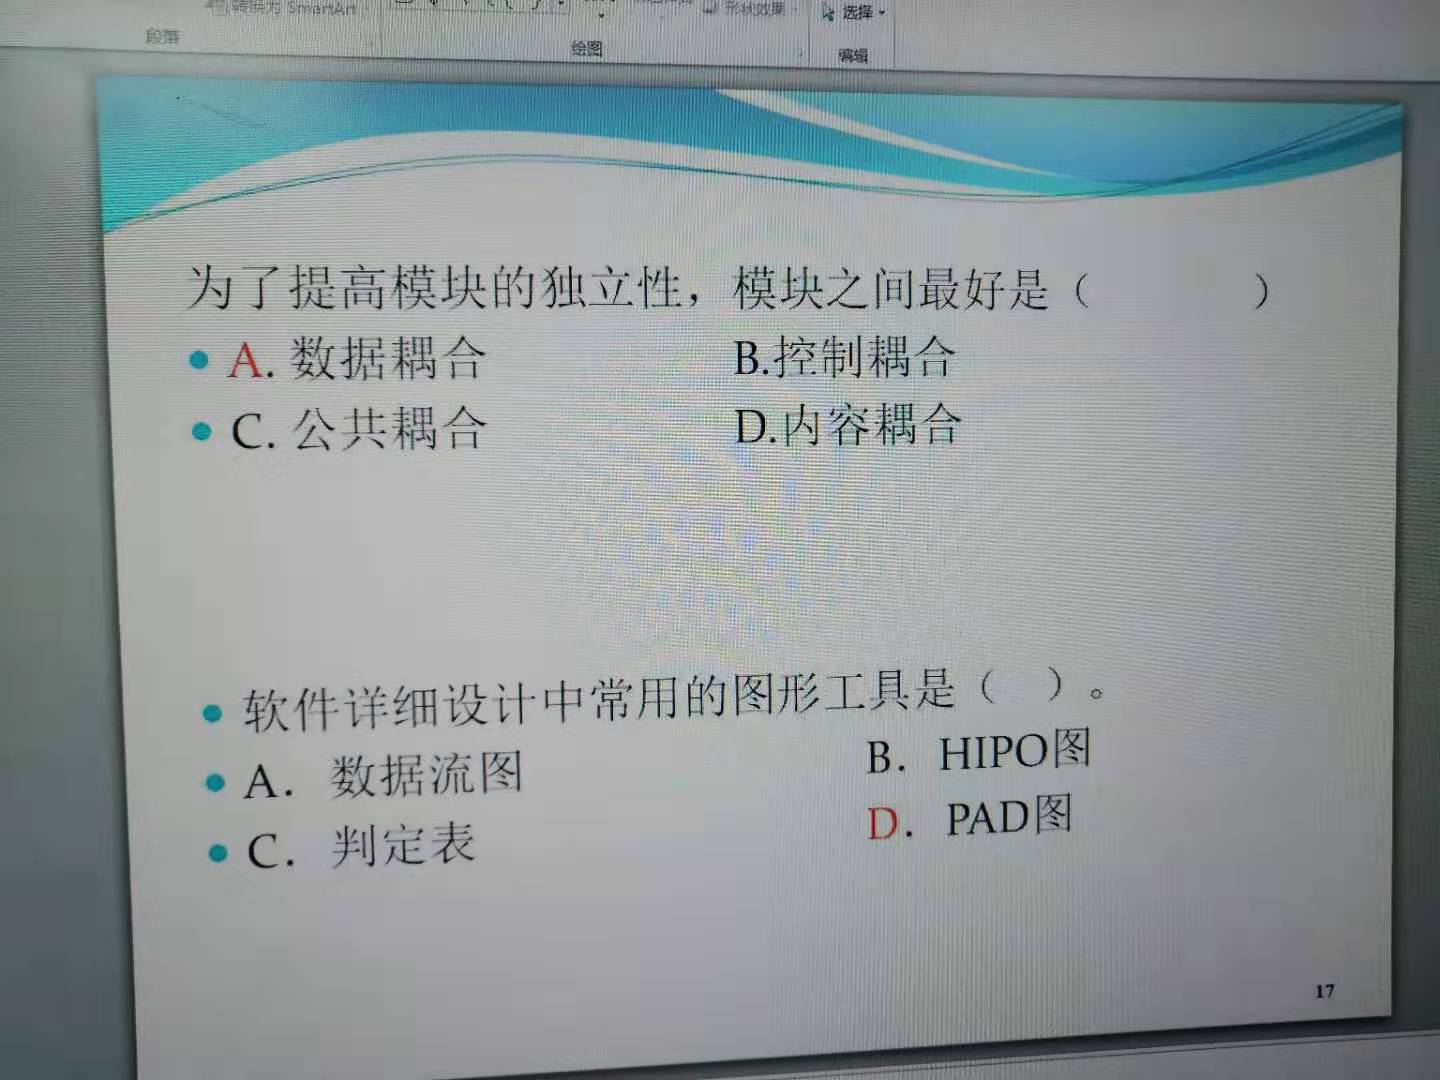 转换为 SmartArt
形状效果
选择
段落
绘图
编辑
为了提高模块的独立性，模块之间最好是（ ）
A. 数据耦合 B.控制耦合
C. 公共耦合 D.内容耦合
软件详细设计中常用的图形工具是（ ）。
A. 数据流图 B. HIPO图
C. 判定表 D. PAD图
17